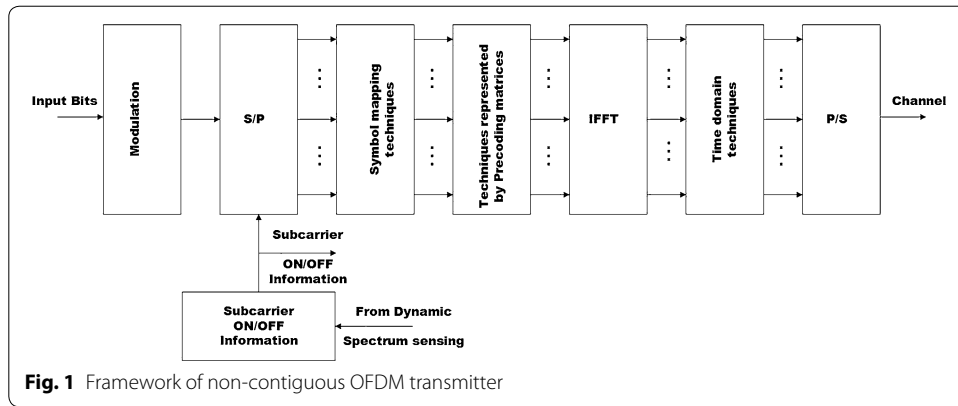 Input Bits
Modulation
S/P
Symbol mapping
techniques
Techniques represented
by Precoding matrices
IFFT
Time domain
techniques
P/S
Channel
Subcarrier
ON/OFF
Information
Subcarrier
ON/OFF
Information
From Dynamic
Spectrum sensing
Fig. 1 Framework of non-contiguous OFDM transmitter